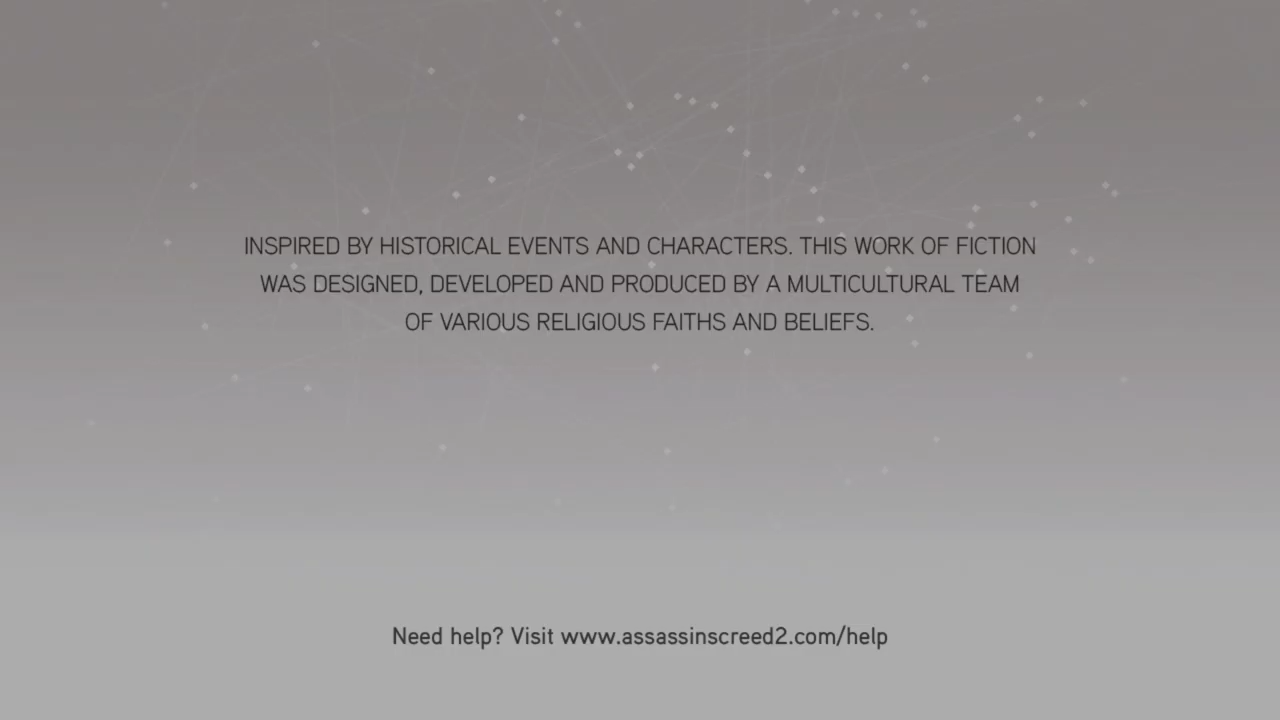 INSPIRED BY HISTORICAL EVENTS AND CHARACTERS. THIS WORK OF FICTION
WAS DESIGNED, DEVELOPED AND PRODUCED BY A MULTICULTURAL TEAM
OF VARIOUS RELIGIOUS FAITHS AND BELIEFS.
Need help? Visit www.assassinscreed2.com/help